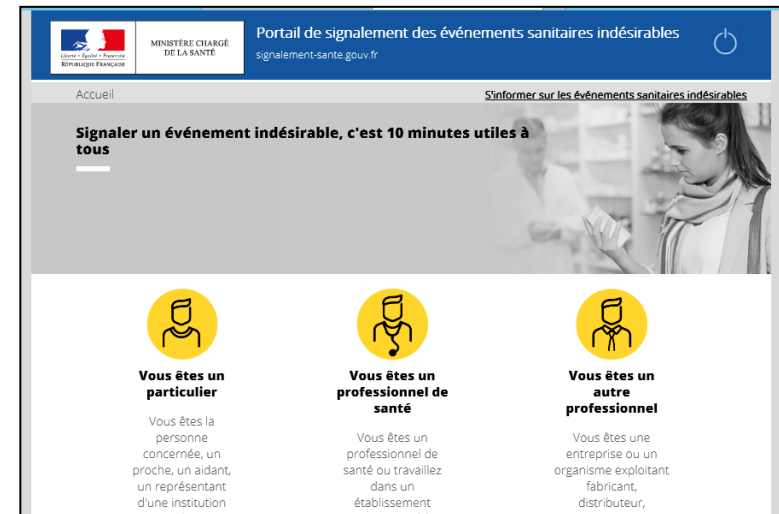 Portail de signalement des événements sanitaires indésirables
signalement-sante.gouv.fr
Liberté • Égalité • Fraternité
RÉPUBLIQUE FRANÇAISE
MINISTÈRE CHARGÉ
DE LA SANTÉ
Accueil
S'informer sur les événements sanitaires indésirables
Signaler un événement indésirable, c'est 10 minutes utiles à
tous
Vous êtes un
particulier
Vous êtes la
personne
concernée, un
proche, un aidant,
un représentant
d'une institution
Vous êtes un
professionnel de
santé
Vous êtes un
professionnel de
santé ou travaillez
dans un
établissement
Vous êtes un
autre
professionnel
Vous êtes une
entreprise ou un
organisme exploitant
fabricant,
distributeur,